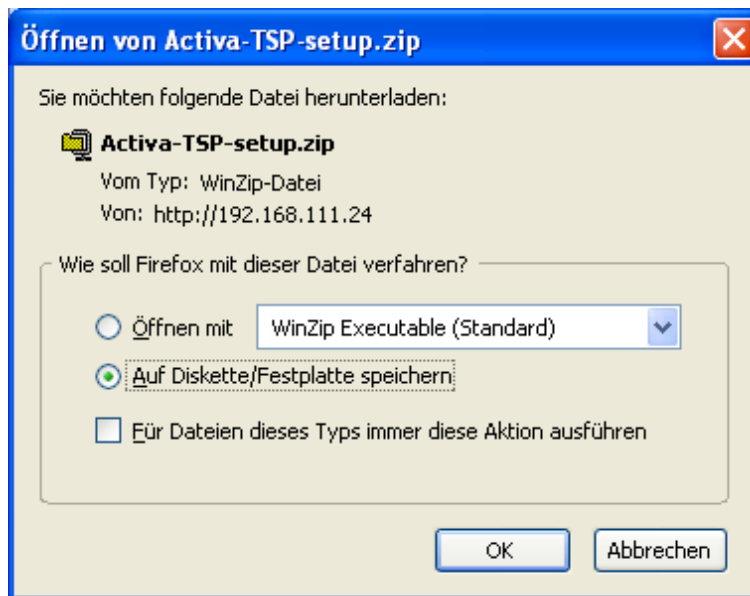 Öffnen von Activa-TSP-setup.zip
Sie möchten folgende Datei herunterladen:
Activa-TSP-setup.zip
Vom Typ: WinZip-Datei
Von: http://192.168.111.24
Wie soll Firefox mit dieser Datei verfahren?
Öffnen mit WinZip Executable (Standard)
Auf Diskette/Festplatte speichern
Für Dateien dieses Typs immer diese Aktion ausführen
OK Abbrechen